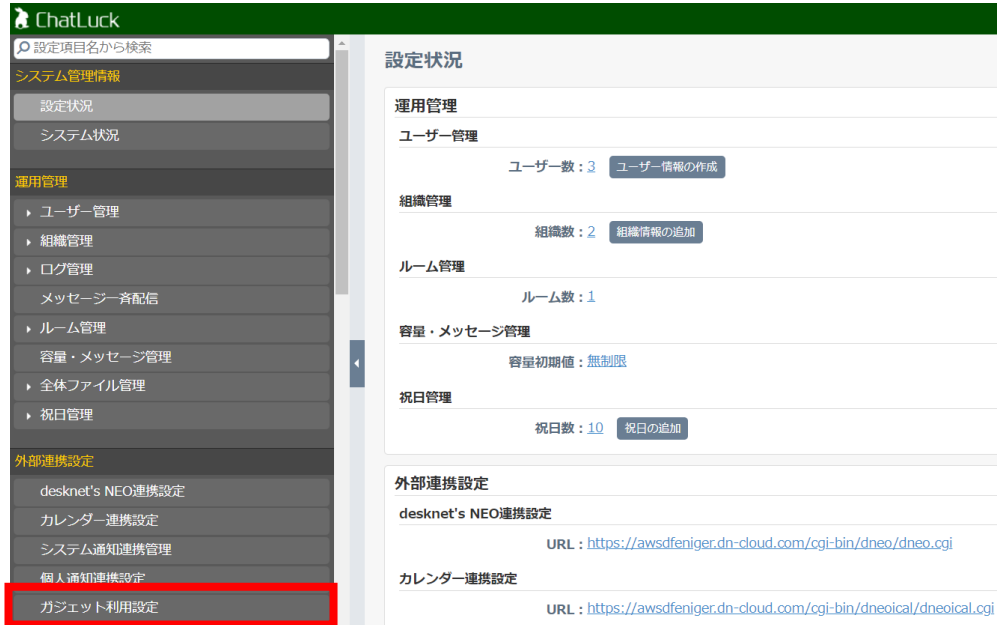 ChatLuck
設定項目名から検索
システム管理情報
設定状況
システム状況
運用管理
ユーザー管理
組織管理
ログ管理
メッセージ一斉配信
ルーム管理
容量・メッセージ管理
全体ファイル管理
祝日管理
外部連携設定
desknet's NEO連携設定
カレンダー連携設定
システム通知連携管理
個人通知連携設定
ガジェット利用設定
設定状況
運用管理
ユーザー管理
ユーザー数：3 ユーザー情報の作成
組織管理
組織数：2 組織情報の追加
ルーム管理
ルーム数：1
容量・メッセージ管理
容量初期値：無制限
祝日管理
祝日数：10 祝日の追加
外部連携設定
desknet's NEO連携設定
URL：https://awsdfeniger.dn-cloud.com/cgi-bin/dneo/dneo.cgi
カレンダー連携設定
URL：https://awsdfeniger.dn-cloud.com/cgi-bin/dneoical/dneoical.cgi